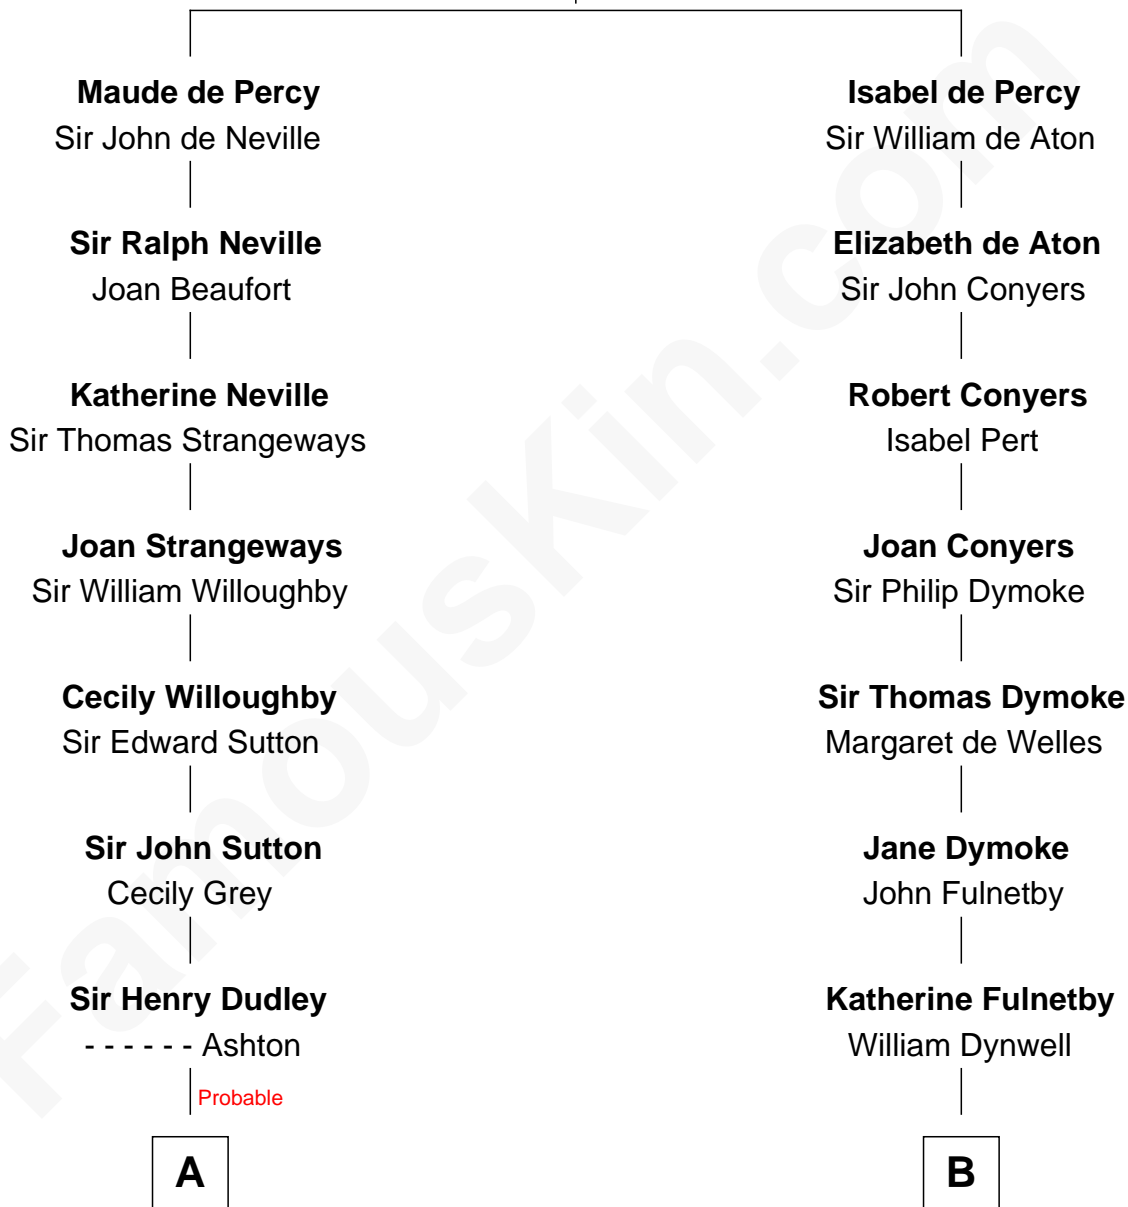 Maude de Percy
Sir John de Neville
Isabel de Percy
Sir William de Aton
Sir Ralph Neville
Joan Beaufort
Elizabeth de Aton
Sir John Conyers
Katherine Neville
Sir Thomas Strangeways
Robert Conyers
Isabel Pert
Joan Strangeways
Sir William Willoughby
Joan Conyers
Sir Philip Dymoke
Cecily Willoughby
Sir Edward Sutton
Sir Thomas Dymoke
Margaret de Welles
Sir John Sutton
Cecily Grey
Jane Dymoke
John Fulnetby
Sir Henry Dudley
- - - - - - Ashton
Katherine Fulnetby
William Dynwell
Probable
A
B
FamousKin.com